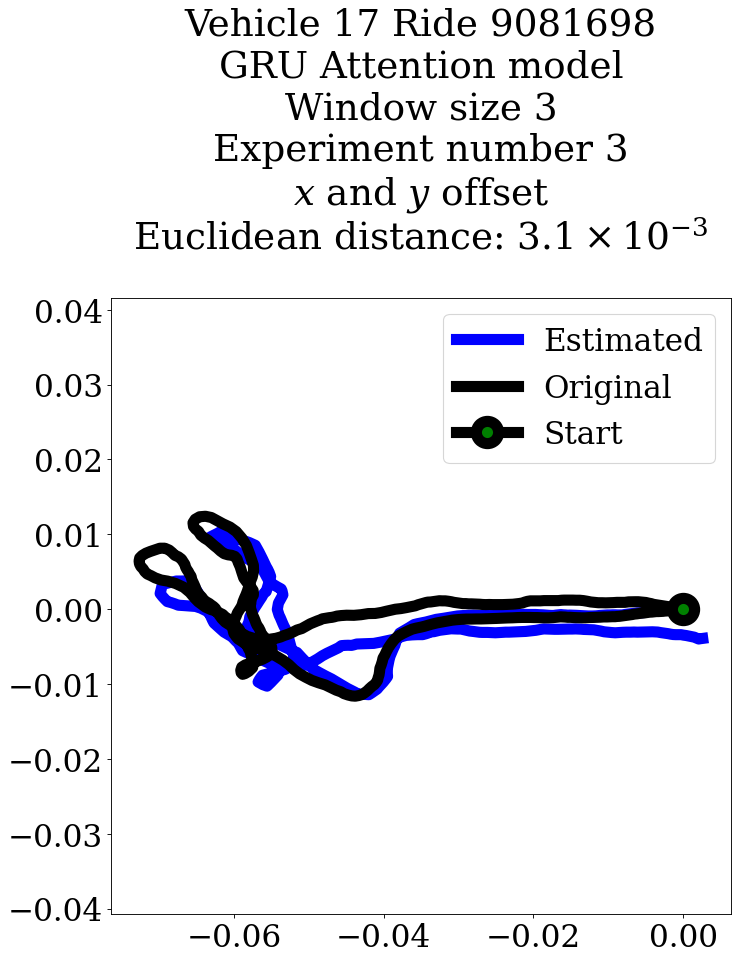 Vehicle 17 Ride 9081698
GRU Attention model
Window size 3
Experiment number 3
x and y offset
Euclidean distance: 3.1 × 10⁻³
Estimated
Original
Start
0.04
0.03
0.02
0.01
0.00
−0.01
−0.02
−0.03
−0.04
−0.06
−0.04
−0.02
0.00